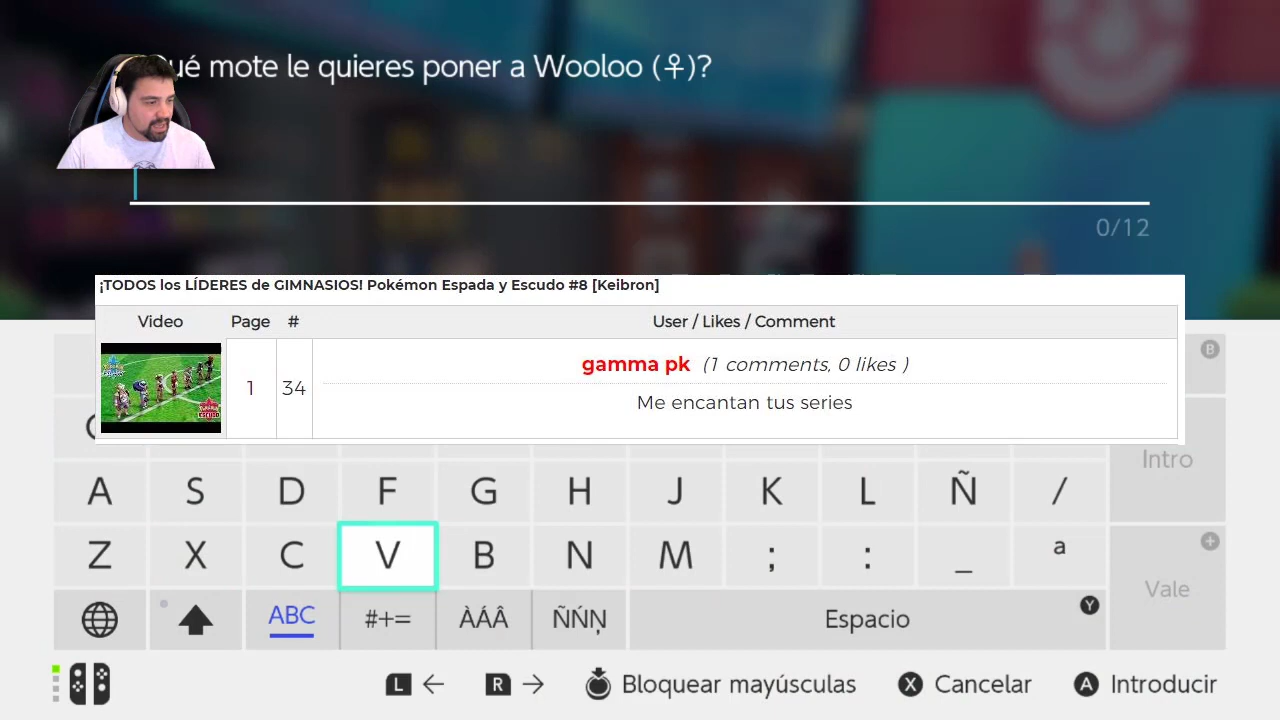 ué mote le quieres poner a Wooloo (♀)?
0/12
¡TODOS los LÍDERES de GIMNASIOS! Pokémon Espada y Escudo #8 [Keibron]
Video Page # User / Likes / Comment
gamma pk (1 comments, 0 likes )
1 34
Me encantan tus series
B
Intro
A S D F G H J K L Ñ /
Z X C V B N M ; : _ ª
+
Vale
ABC #+= ÀÁÂ ÑŃŅ Espacio Y
L ← R → Bloquear mayúsculas X Cancelar A Introducir